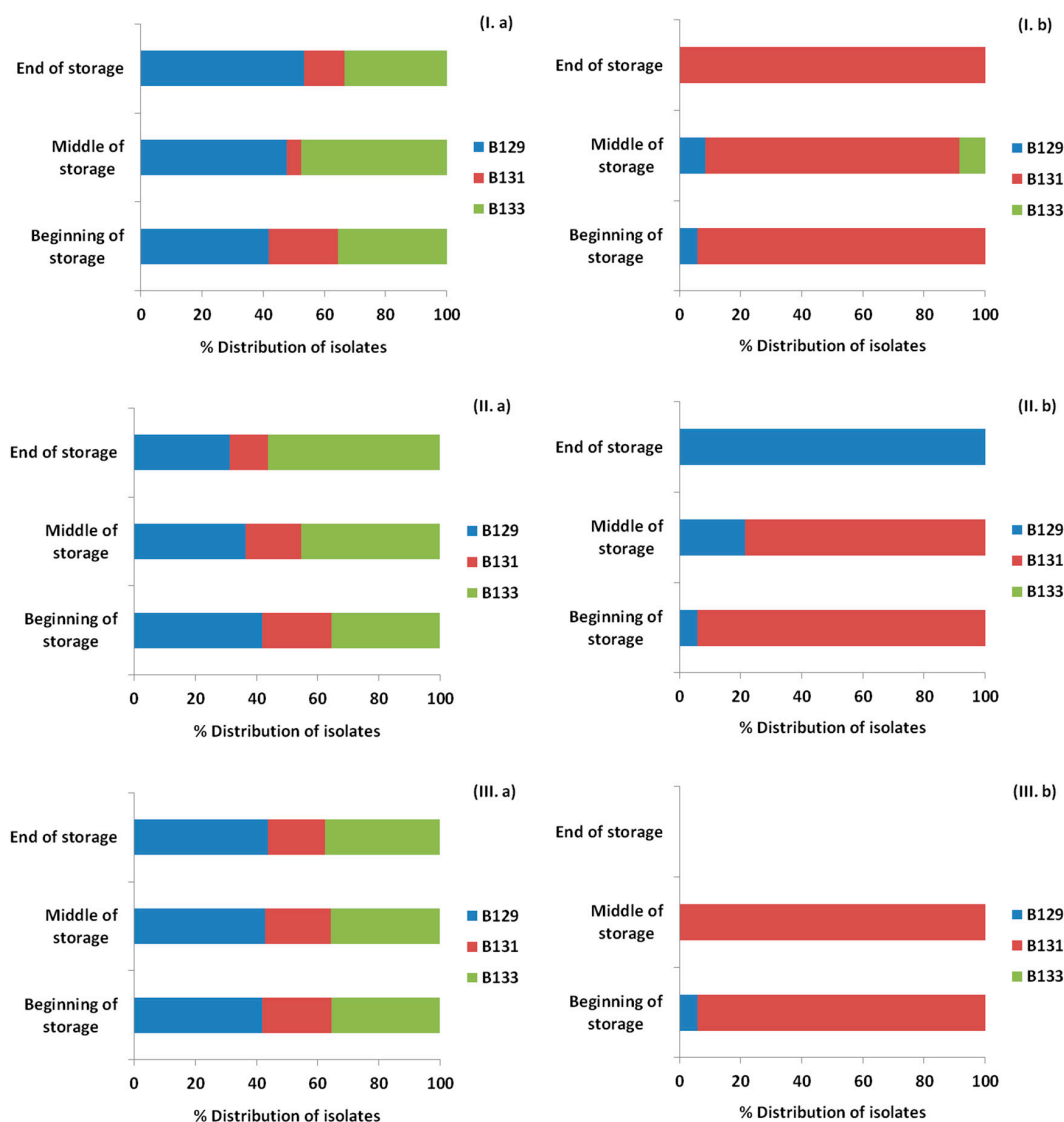 (I. a)
End of storage
Middle of
storage
Beginning of
storage
B129
B131
B133
0 20 40 60 80 100
% Distribution of isolates
(I. b)
End of storage
Middle of
storage
Beginning of
storage
B129
B131
B133
0 20 40 60 80 100
% Distribution of isolates
(II. a)
End of storage
Middle of
storage
Beginning of
storage
B129
B131
B133
0 20 40 60 80 100
% Distribution of isolates
(II. b)
End of storage
Middle of
storage
Beginning of
storage
B129
B131
B133
0 20 40 60 80 100
% Distribution of isolates
(III. a)
End of storage
Middle of
storage
Beginning of
storage
B129
B131
B133
0 20 40 60 80 100
% Distribution of isolates
(III. b)
End of storage
Middle of
storage
Beginning of
storage
B129
B131
B133
0 20 40 60 80 100
% Distribution of isolates